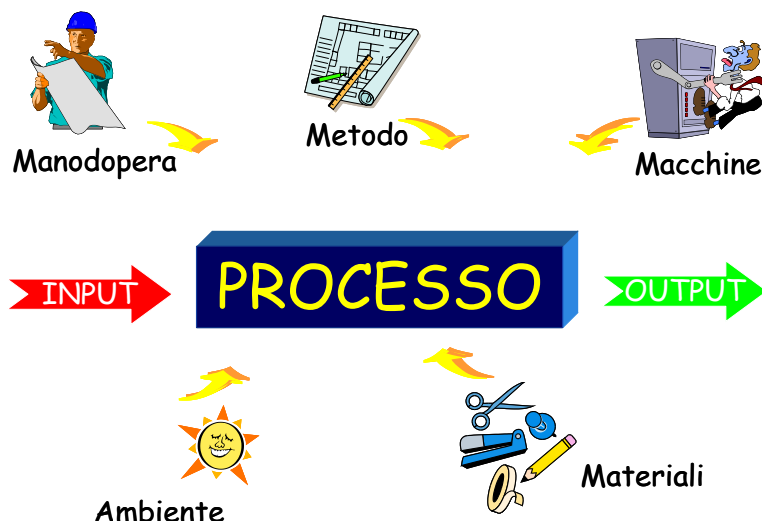 Metodo
Manodopera
Macchine
INPUT
PROCESSO
OUTPUT
Materiali
Ambiente